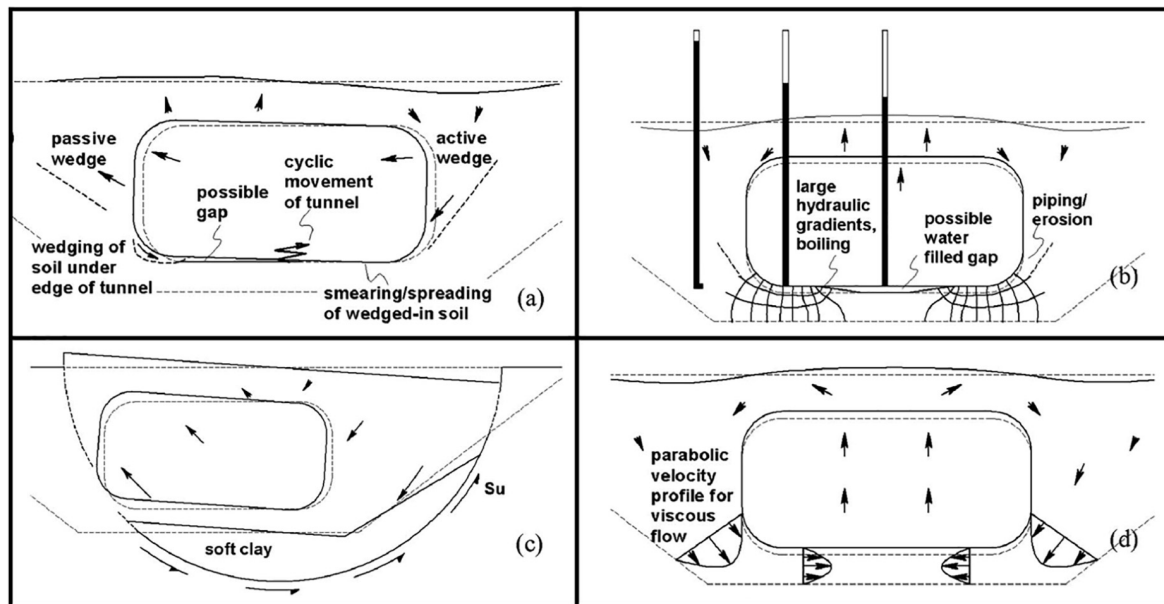 passive
wedge
active
wedge
cyclic
movement
of tunnel
possible
gap
wedging of
soil under
edge of tunnel
smearing/spreading
of wedged-in soil
(a)
large
hydraulic
gradients,
boiling
possible
water
filled gap
piping/
erosion
(b)
Su
soft clay
(c)
parabolic
velocity
profile for
viscous
flow
(d)